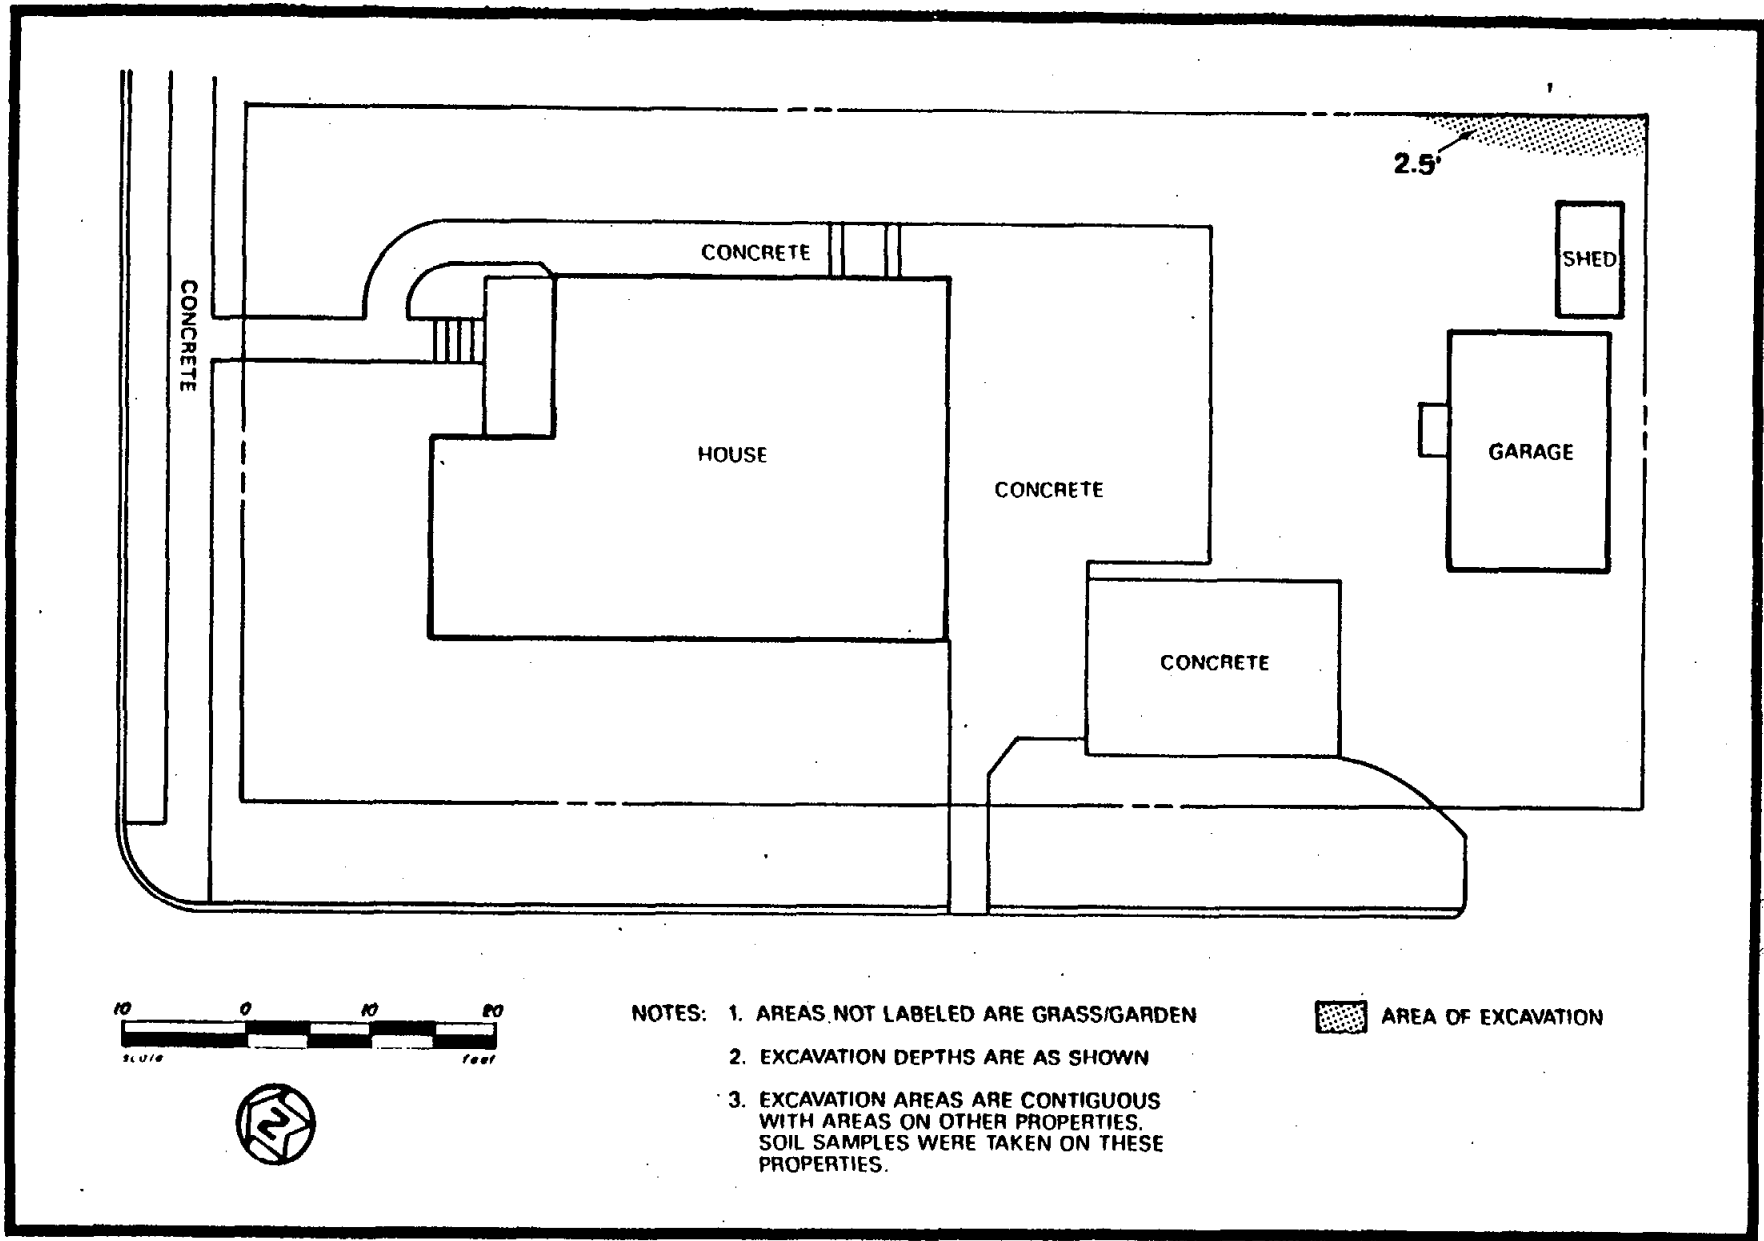 2.5'
CONCRETE
SHED
CONCRETE
GARAGE
HOUSE
CONCRETE
CONCRETE
10 0 10 20
scale feet
NOTES: 1. AREAS NOT LABELED ARE GRASS/GARDEN
2. EXCAVATION DEPTHS ARE AS SHOWN
3. EXCAVATION AREAS ARE CONTIGUOUS
WITH AREAS ON OTHER PROPERTIES.
SOIL SAMPLES WERE TAKEN ON THESE
PROPERTIES.
AREA OF EXCAVATION
N